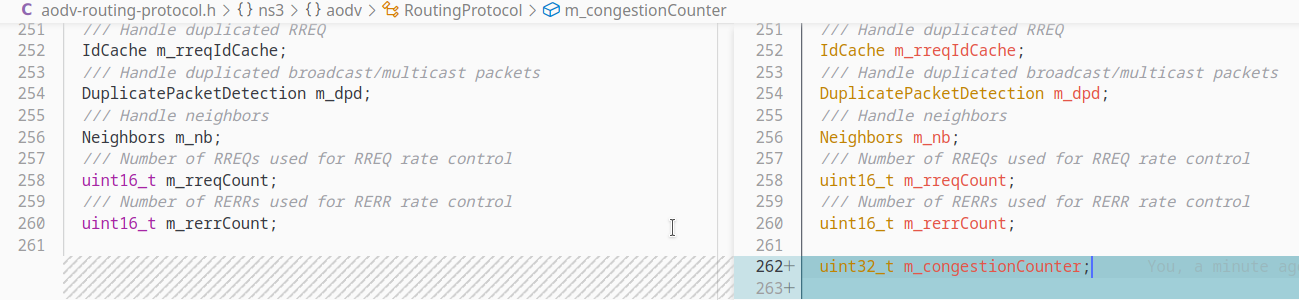 C aodv-routing-protocol.h > {} ns3 > {} aodv > RoutingProtocol > m_congestionCounter
251 /// Handle duplicated RREQ
252 IdCache m_rreqIdCache;
253 /// Handle duplicated broadcast/multicast packets
254 DuplicatePacketDetection m_dpd;
255 /// Handle neighbors
256 Neighbors m_nb;
257 /// Number of RREQs used for RREQ rate control
258 uint16_t m_rreqCount;
259 /// Number of RERRs used for RERR rate control
260 uint16_t m_rerrCount;
261
251 /// Handle duplicated RREQ
252 IdCache m_rreqIdCache;
253 /// Handle duplicated broadcast/multicast packets
254 DuplicatePacketDetection m_dpd;
255 /// Handle neighbors
256 Neighbors m_nb;
257 /// Number of RREQs used for RREQ rate control
258 uint16_t m_rreqCount;
259 /// Number of RERRs used for RERR rate control
260 uint16_t m_rerrCount;
261
262+ uint32_t m_congestionCounter; You, a minute ag
263+